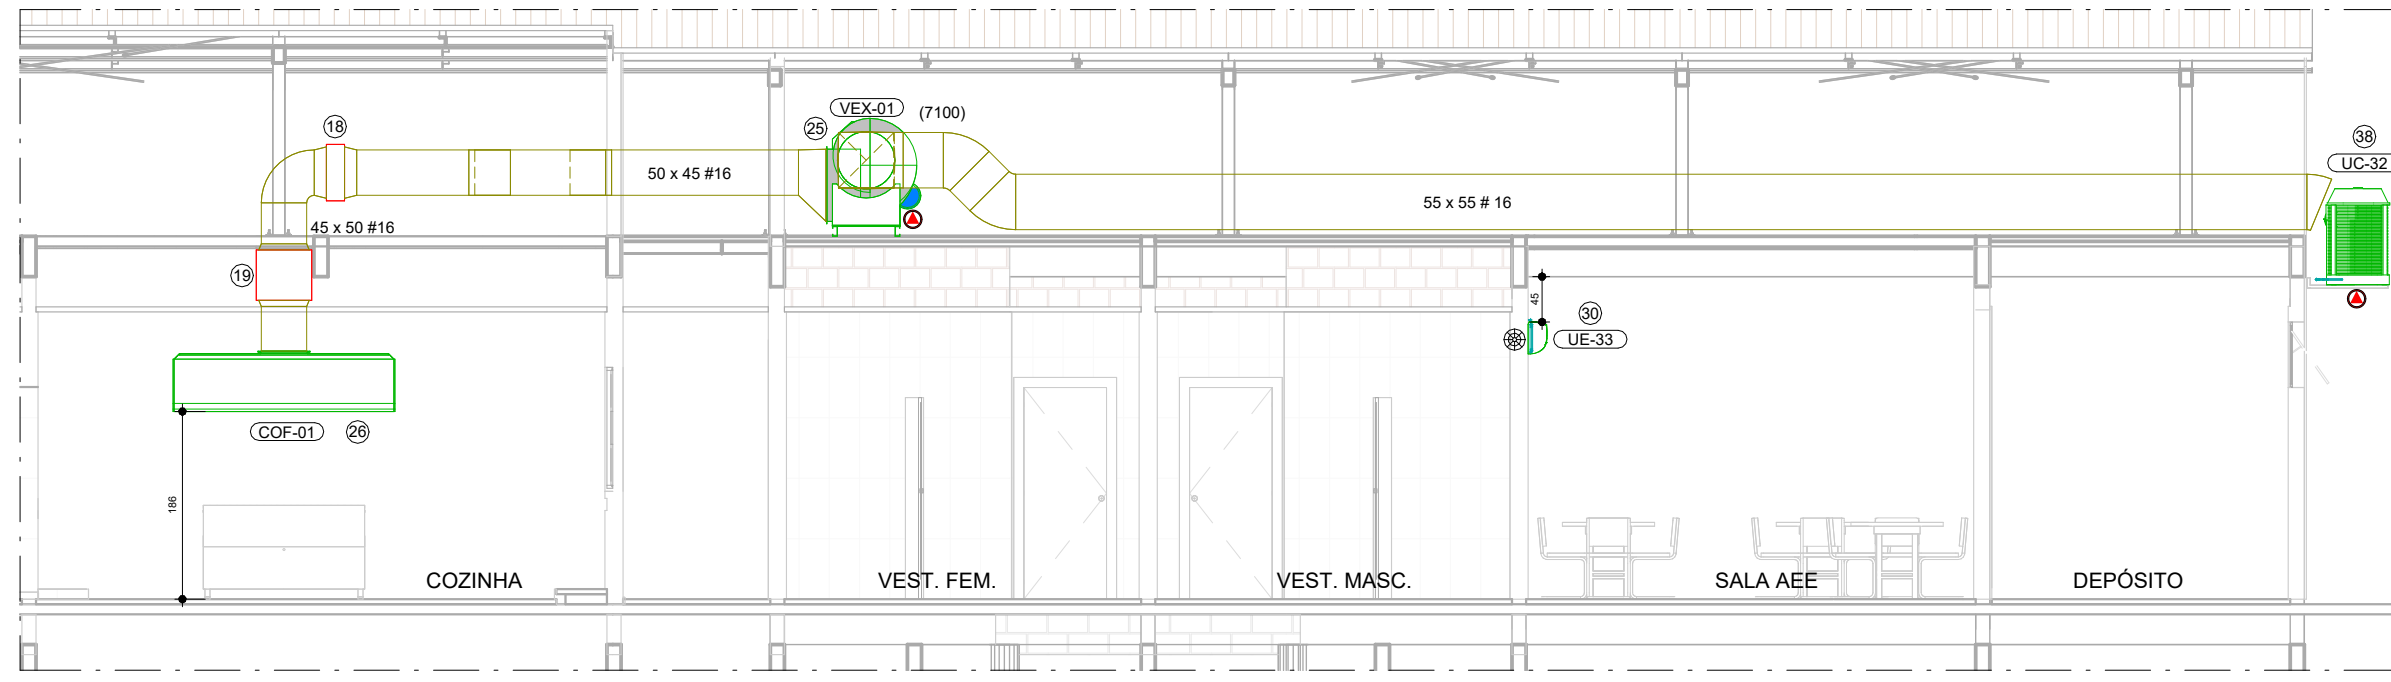 VEX-01
(7100)
18
25
38
UC-32
50 x 45 #16
55 x 55 # 16
45 x 50 #16
19
45
30
UE-33
COF-01
26
186
COZINHA
VEST. FEM.
VEST. MASC.
SALA AEE
DEPÓSITO